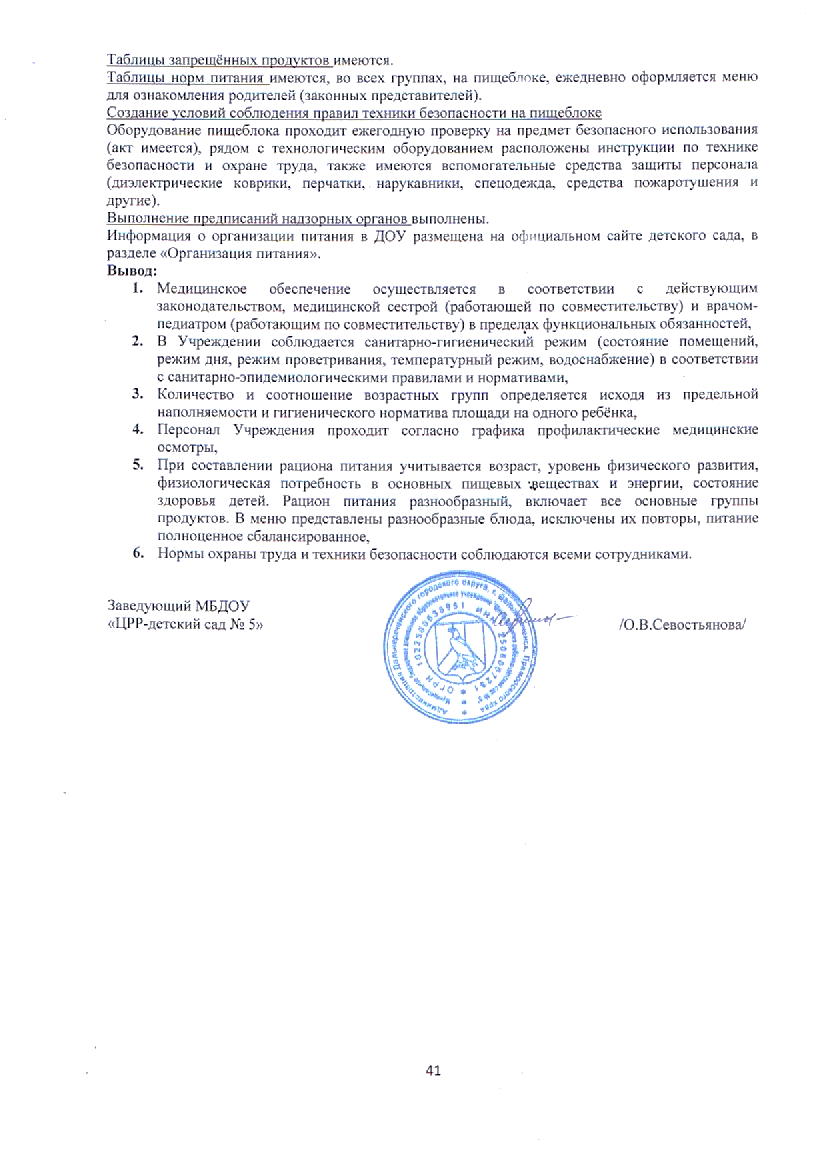 Таблицы запрещённых продуктов имеются.
Таблицы норм питания имеются, во всех группах, на пищеблоке, ежедневно оформляется меню
для ознакомления родителей (законных представителей).
Создание условий соблюдения правил техники безопасности на пищеблоке
Оборудование пищеблока проходит ежегодную проверку на предмет безопасного использования
(акт имеется), рядом с технологическим оборудованием расположены инструкции по технике
безопасности и охране труда, также имеются вспомогательные средства защиты персонала
(диэлектрические коврики, перчатки, нарукавники, спецодежда, средства пожаротушения и
другие).
Выполнение предписаний надзорных органов выполнены.
Информация о организации питания в ДОУ размещена на официальном сайте детского сада, в
разделе «Организация питания».
Вывод:
1. Медицинское обеспечение осуществляется в соответствии с действующим
законодательством, медицинской сестрой (работающей по совместительству) и врачом-
педиатром (работающим по совместительству) в пределах функциональных обязанностей,
2. В Учреждении соблюдается санитарно-гигиенический режим (состояние помещений,
режим дня, режим проветривания, температурный режим, водоснабжение) в соответствии
с санитарно-эпидемиологическими правилами и нормативами,
3. Количество и соотношение возрастных групп определяется исходя из предельной
наполняемости и гигиенического норматива площади на одного ребёнка,
4. Персонал Учреждения проходит согласно графика профилактические медицинские
осмотры,
5. При составлении рациона питания учитывается возраст, уровень физического развития,
физиологическая потребность в основных пищевых веществах и энергии, состояние
здоровья детей. Рацион питания разнообразный, включает все основные группы
продуктов. В меню представлены разнообразные блюда, исключены их повторы, питание
полноценное сбалансированное,
6. Нормы охраны труда и техники безопасности соблюдаются всеми сотрудниками.
Заведующий МБДОУ
«ЦРР-детский сад № 5» /О.В.Севостьянова/
Администрация Дальнереченского городского округа, г. Дальнереченск, Приморского края
ОГРН ИНН
41